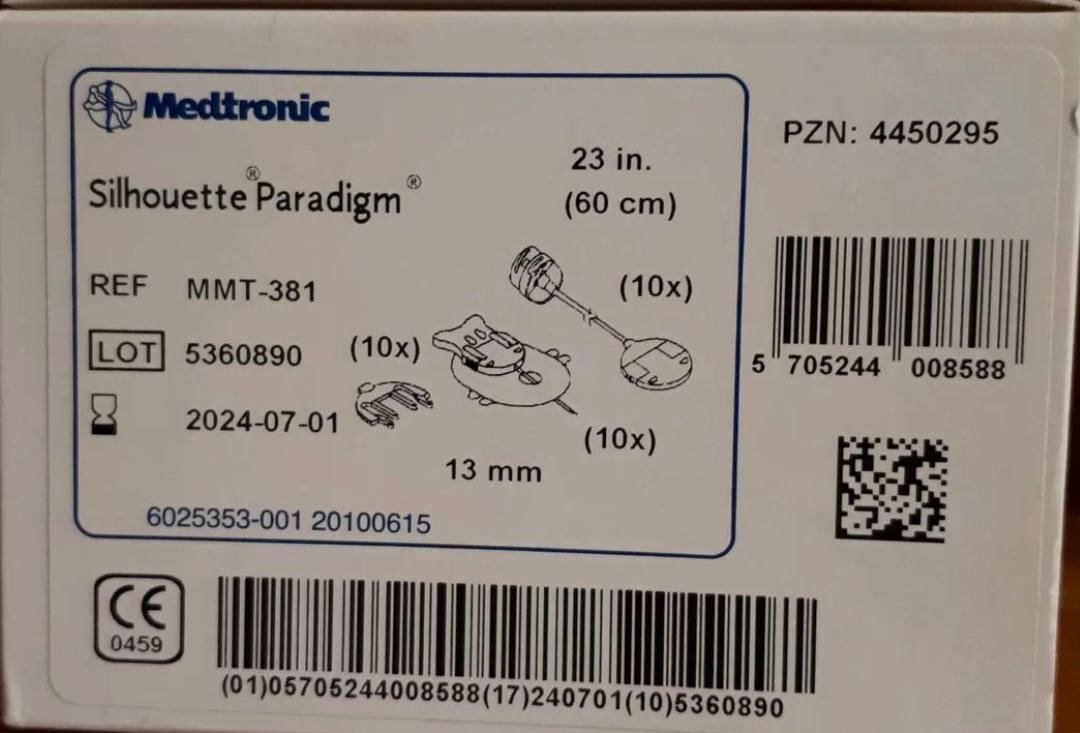 Medtronic
Silhouette® Paradigm®
23 in.
(60 cm)
PZN: 4450295
REF MMT-381
(10x)
LOT 5360890
(10x)
2024-07-01
(10x)
13 mm
5 705244 008588
6025353-001 20100615
CE
0459
(01)05705244008588(17)240701(10)5360890